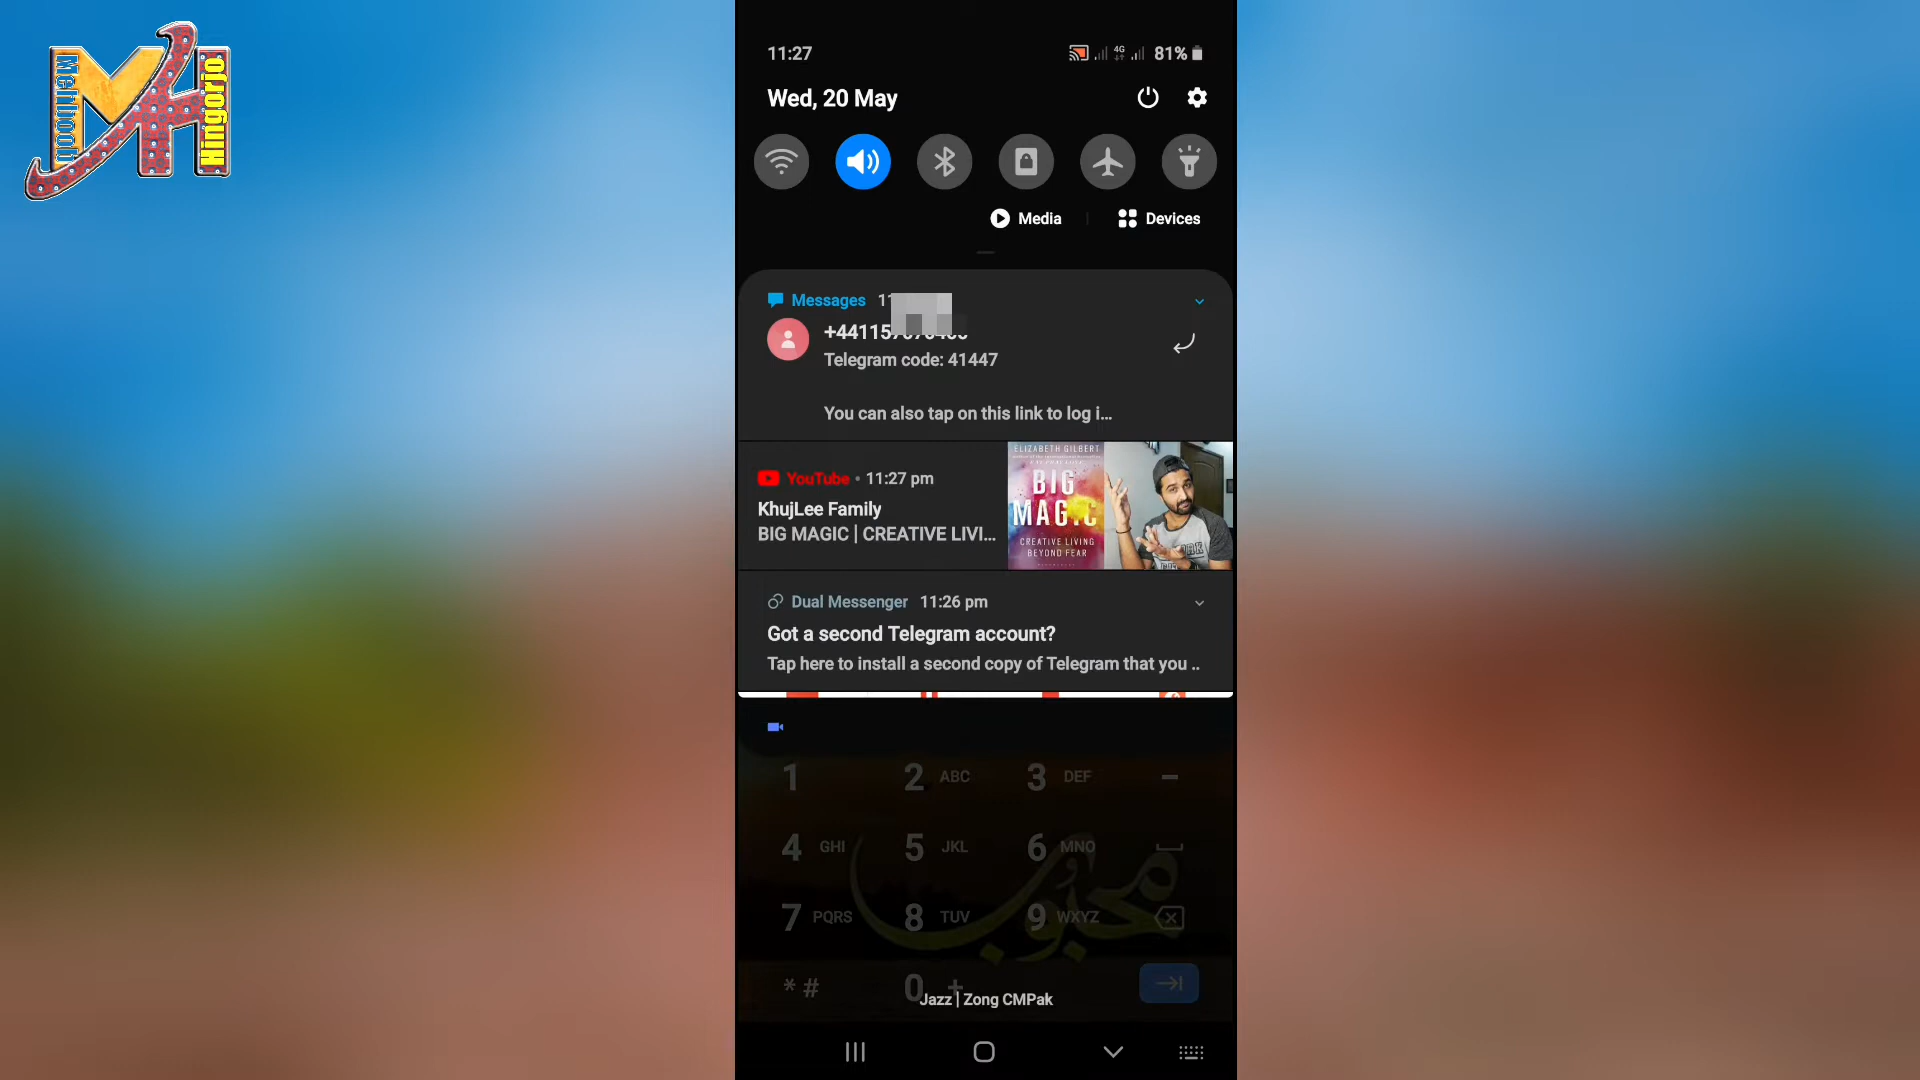 Mehboob
Hingorjo
11:27
4G
81%
Wed, 20 May
Media
Devices
Messages
Telegram code: 41447
You can also tap on this link to log i...
YouTube • 11:27 pm
KhujLee Family
BIG MAGIC | CREATIVE LIVI...
ELIZABETH GILBERT
BIG
MAGIC
CREATIVE LIVING
BEYOND FEAR
Dual Messenger 11:26 pm
Got a second Telegram account?
Tap here to install a second copy of Telegram that you ..
1
2 ABC
3 DEF
4 GHI
5 JKL
6 MNO
محبوب
7 PQRS
8 TUV
9 WXYZ
* #
0 +
Jazz | Zong CMPak